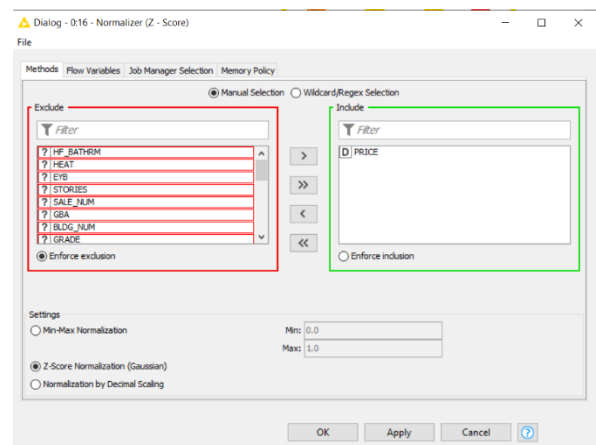 Dialog - 0:16 - Normalizer (Z - Score)
File
Methods Flow Variables Job Manager Selection Memory Policy
Manual Selection Wildcard/Regex Selection
Exclude
Filter
? HF_BATHRM
? HEAT
? EYB
? STORIES
? SALE_NUM
? GBA
? BLDG_NUM
? GRADE
Enforce exclusion
>
>>
<
<<
Include
Filter
D PRICE
Enforce inclusion
Settings
Min-Max Normalization Min: 0.0
Max: 1.0
Z-Score Normalization (Gaussian)
Normalization by Decimal Scaling
OK Apply Cancel ?